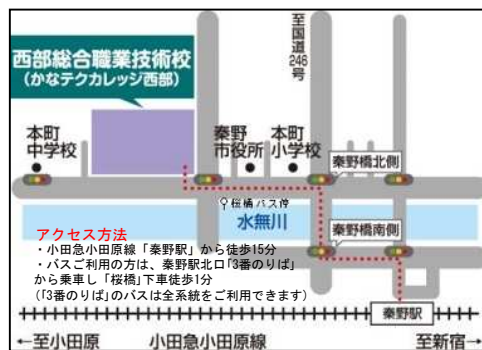 西部総合職業技術校
(かなテクカレッジ西部)
至国道246号
本町
中学校
秦野
市役所
本町
小学校
秦野橋北側
桜橋バス停
水無川
秦野橋南側
アクセス方法
・小田急小田原線「秦野駅」から徒歩15分
・バスご利用の方は、秦野駅北口「3番のりば」
から乗車し「桜橋」下車徒歩1分
(「3番のりば」のバスは全系統をご利用できます)
秦野駅
←至小田原
小田急小田原線
至新宿→